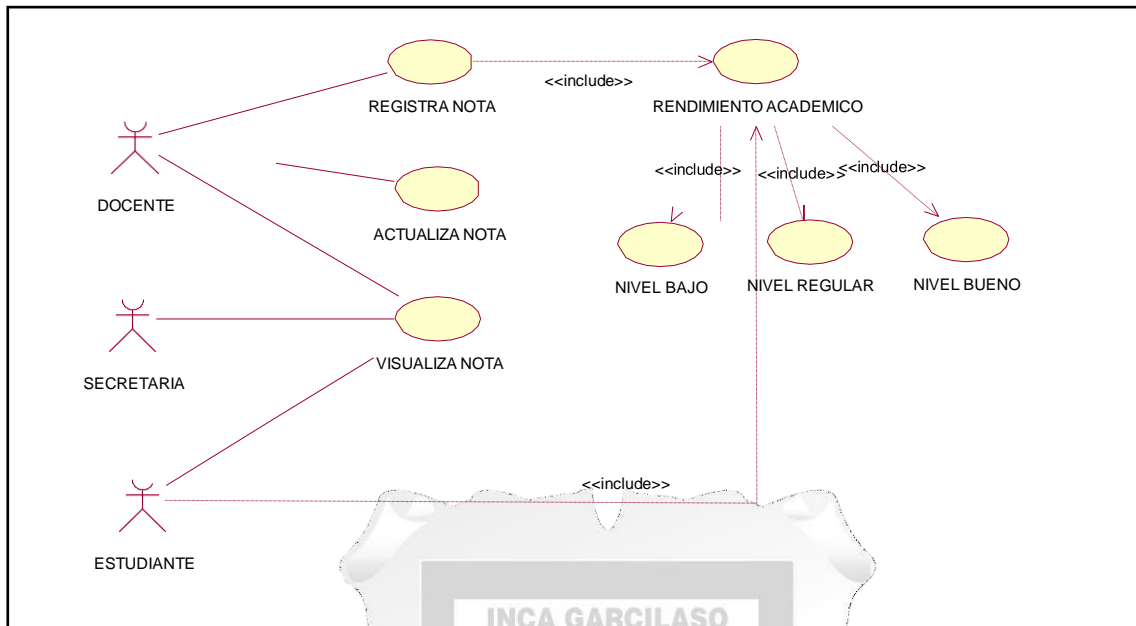 <<include>>
REGISTRA NOTA
RENDIMIENTO ACADEMICO
<<include>>
<<include>>
<<include>>
DOCENTE
ACTUALIZA NOTA
NIVEL BAJO
NIVEL REGULAR
NIVEL BUENO
VISUALIZA NOTA
SECRETARIA
<<include>>
ESTUDIANTE
INCA GARCILASO